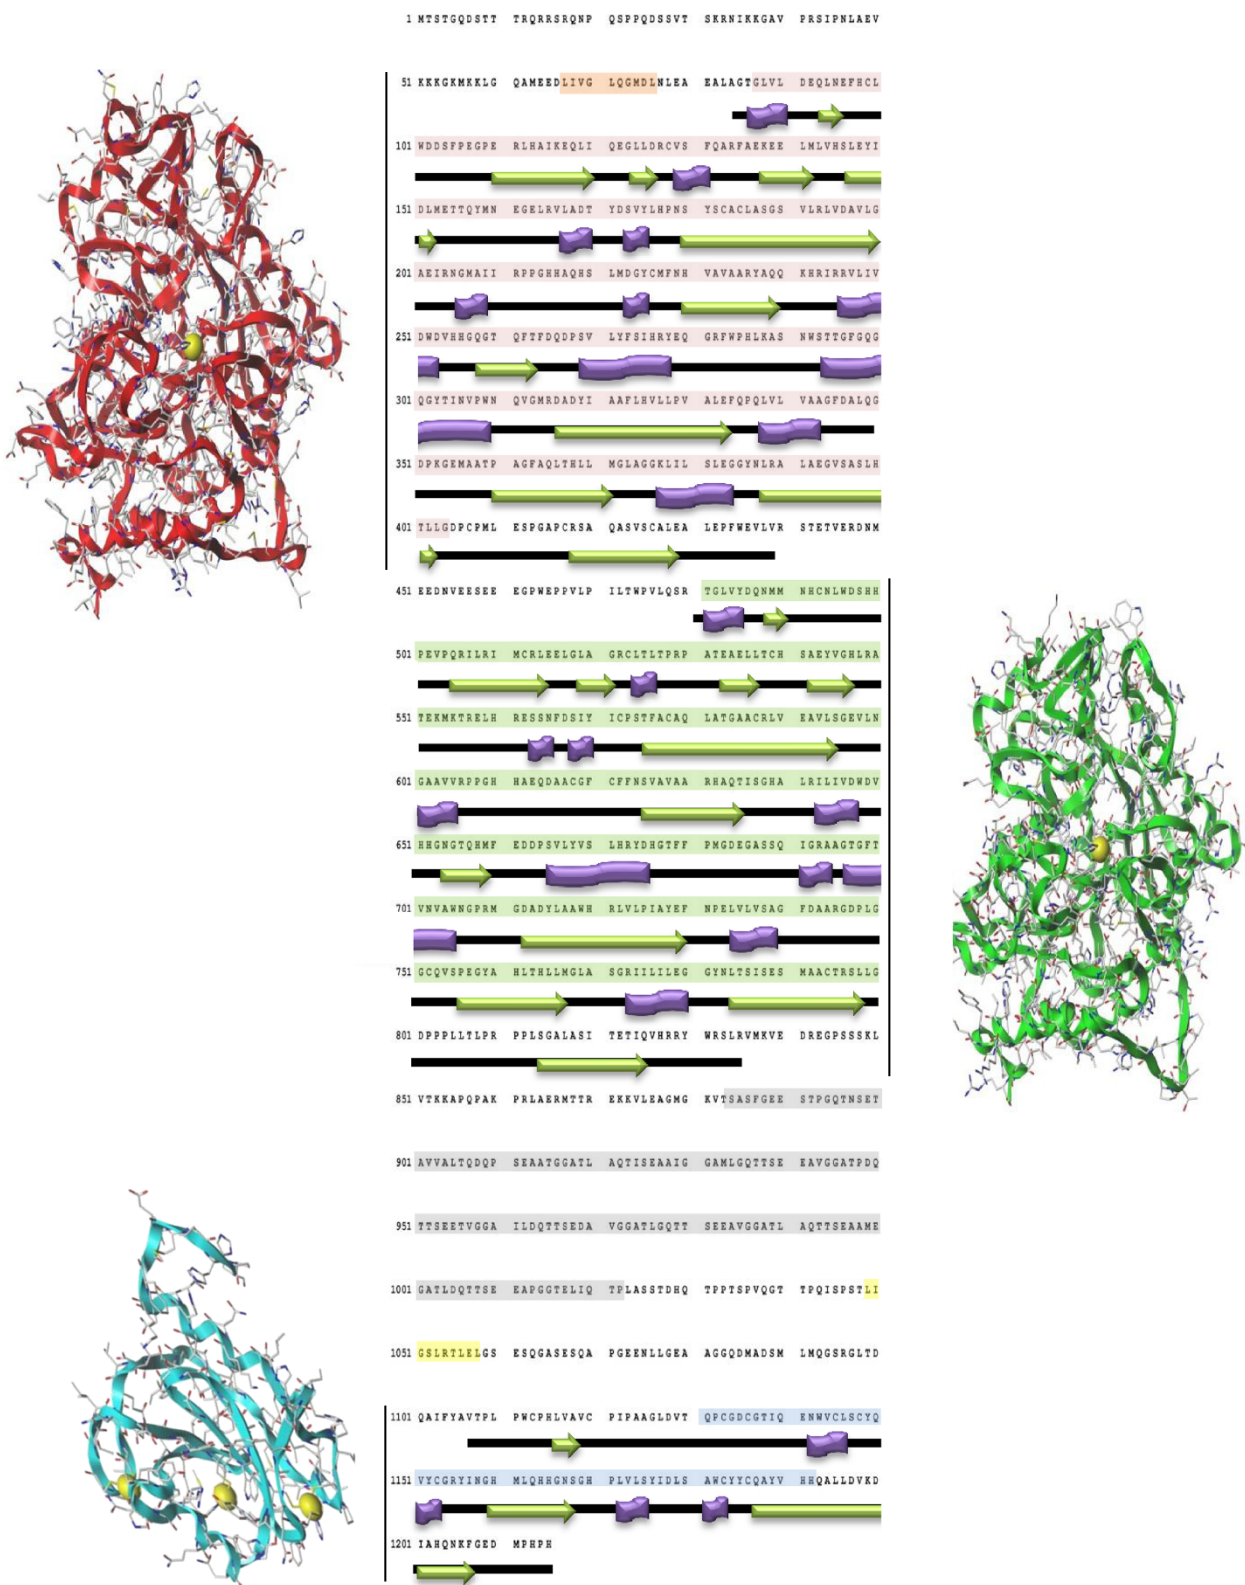 1 MTSTGQDSTT TRQRRSRQNP QSPPQDSSVT SKRNIKKGAV PRSIPNLAEV
51 KKKGKMKKLG QAMEEDLIVG LQGMDLNLEA EALAGTGLVL DEQLNEFHCL
101 WDDSFPEGPE RLHAIKEQLI QEGLLDRCVS FQARFAEKEE LMLVHSLEYI
151 DLMETTQYMN EGELRVLADT YDSVYLHPNS YSCACLASGS VLRLVDAVLG
201 AEIRNGMAII RPPGHHAQHS LMDGYCMFNH VAVAARYAQQ KHRIRRVLIV
251 DWDVHHGQGT QFTFDQDPSV LYFSIHRYEQ GRFWPHLKAS NWSTTGFGQG
301 QGYTINVPWN QVGMRDADYI AAFLHVLLPV ALEFQPQLVL VAAGFDALQG
351 DPKGEMAATP AGFAQLTHLL MGLAGGKLIL SLEGGYNLRA LAEGVSASLH
401 TLLGDPCPML ESPGAPCRSA QASVSCALEA LEPFWEVLVR STETVERDNM
451 EEDNVEESEE EGPWEPPVLP ILTWPVLQSR TGLVYDQNMM NHCNLWDSHH
501 PEVPQRILRI MCRLEELGLA GRCLTLTPRP ATEAELLTCH SAEYVGHLRA
551 TEKMKTRELH RESSNFDSIY ICPSTFACAQ LATGAACRLV EAVLSGEVLN
601 GAAVVRPPGH HAEQDAACGF CFFNSVAVAA RHAQTISGHA LRILIVDWDV
651 HHGNGTQHMF EDDPSVLYVS LHRYDHGTFF PMGDEGASSQ IGRAAGTGFT
701 VNVAWNGPRM GDADYLAAWH RLVLPIAYEF NPELVLVSAG FDAARGDPLG
751 GCQVSPEGYA HLTHLLMGLA SGRIILILEG GYNLTSISES MAACTRSLLG
801 DPPPLLTLPR PPLSGALASI TETIQVHRRY WRSLRVMKVE DREGPSSSKL
851 VTKKAPQPAK PRLAERMTTR EKKVLEAGMG KVTSASFGEE STPGQTNSET
901 AVVALTQDQP SEAATGGATL AQTISEAAIG GAMLGQTTSE EAVGGATPDQ
951 TTSEETVGGA ILDQTTSEDA VGGATLGQTT SEEAVGGATL AQTTSEAAME
1001 GATLDQTTSE EAPGGTELIQ TPLASSTDHQ TPPTSPVQGT TPQISPSTLI
1051 GSLRTLELGS ESQGASESQA PGEENLLGEA AGGQDMADSM LMQGSRGLTD
1101 QAIFYAVTPL PWCPHLVAVC PIPAAGLDVT QPCGDCGTIQ ENWVCLSCYQ
1151 VYCGRYINGH MLQHHGNSGH PLVLSYIDLS AWCYYCQAYV HHQALLDVKD
1201 IAHQNKFGED MPHPH